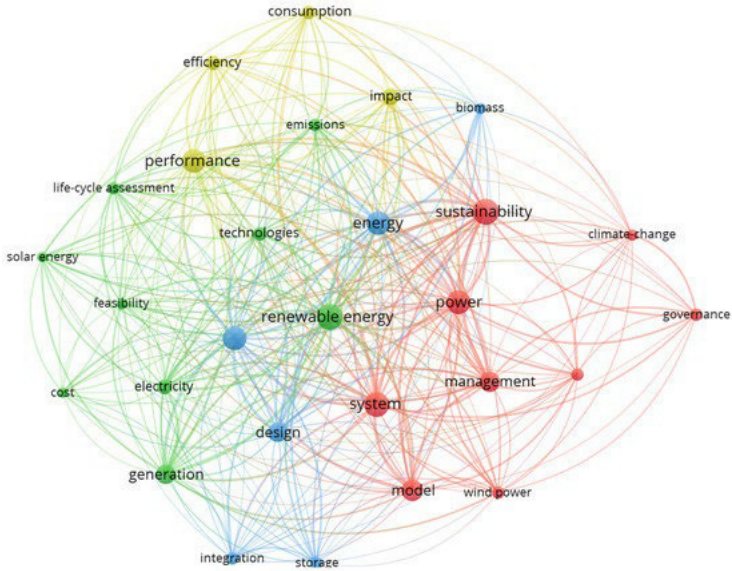 consumption
efficiency
impact
biomass
emissions
performance
life-cycle assessment
sustainability
energy
technologies
climate change
solar energy
feasibility
power
renewable energy
governance
electricity
management
cost
system
design
generation
model
wind power
integration
storage